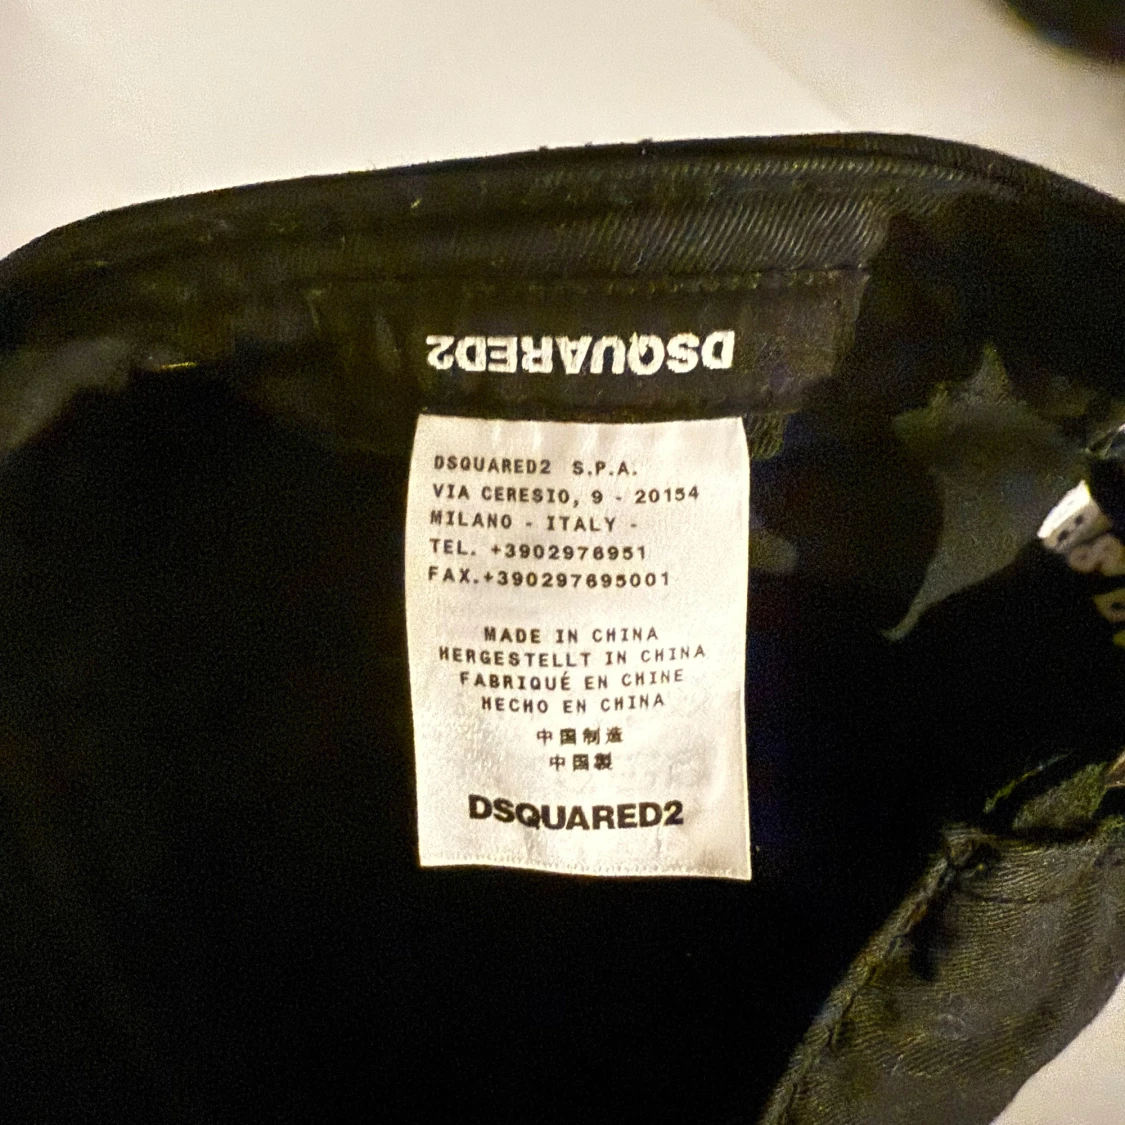 DSQUARED2
DSQUARED2 S.P.A.
VIA CERESIO, 9 - 20154
MILANO - ITALY -
TEL. +3902976951
FAX.+390297695001
MADE IN CHINA
HERGESTELLT IN CHINA
FABRIQUÉ EN CHINE
HECHO EN CHINA
中国制造
中国製
DSQUARED2